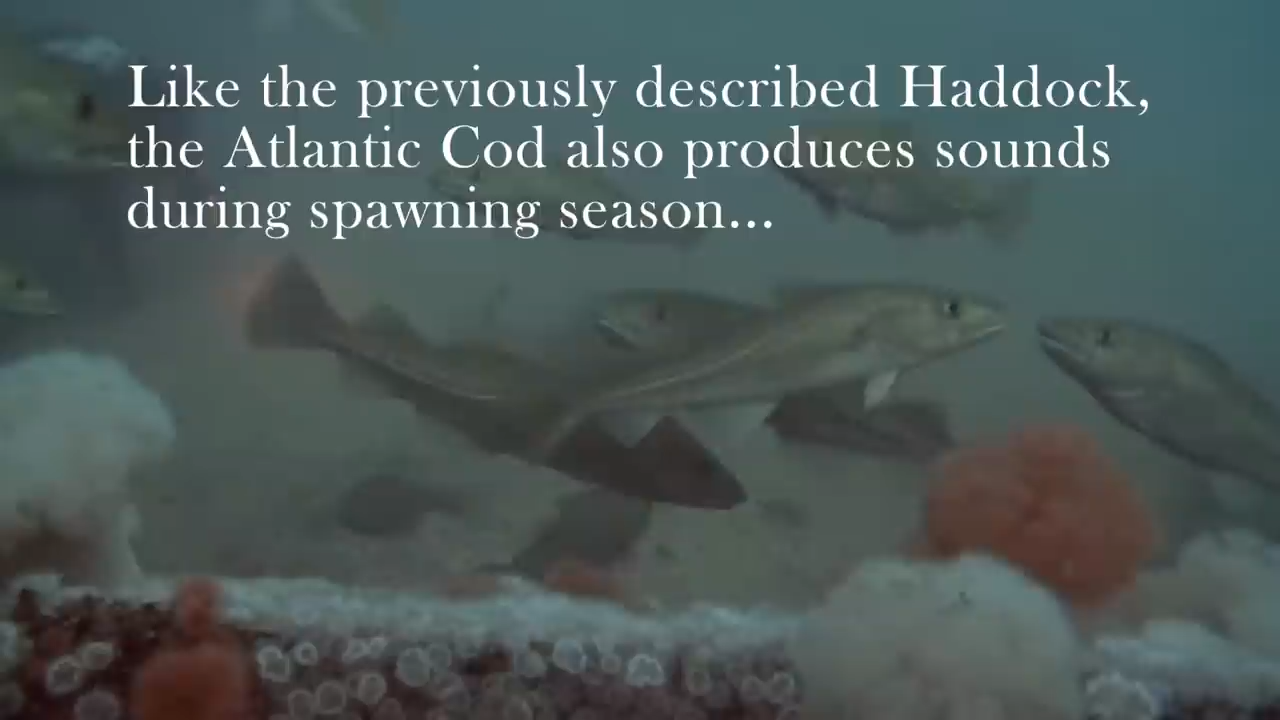 Like the previously described Haddock,
the Atlantic Cod also produces sounds
during spawning season...